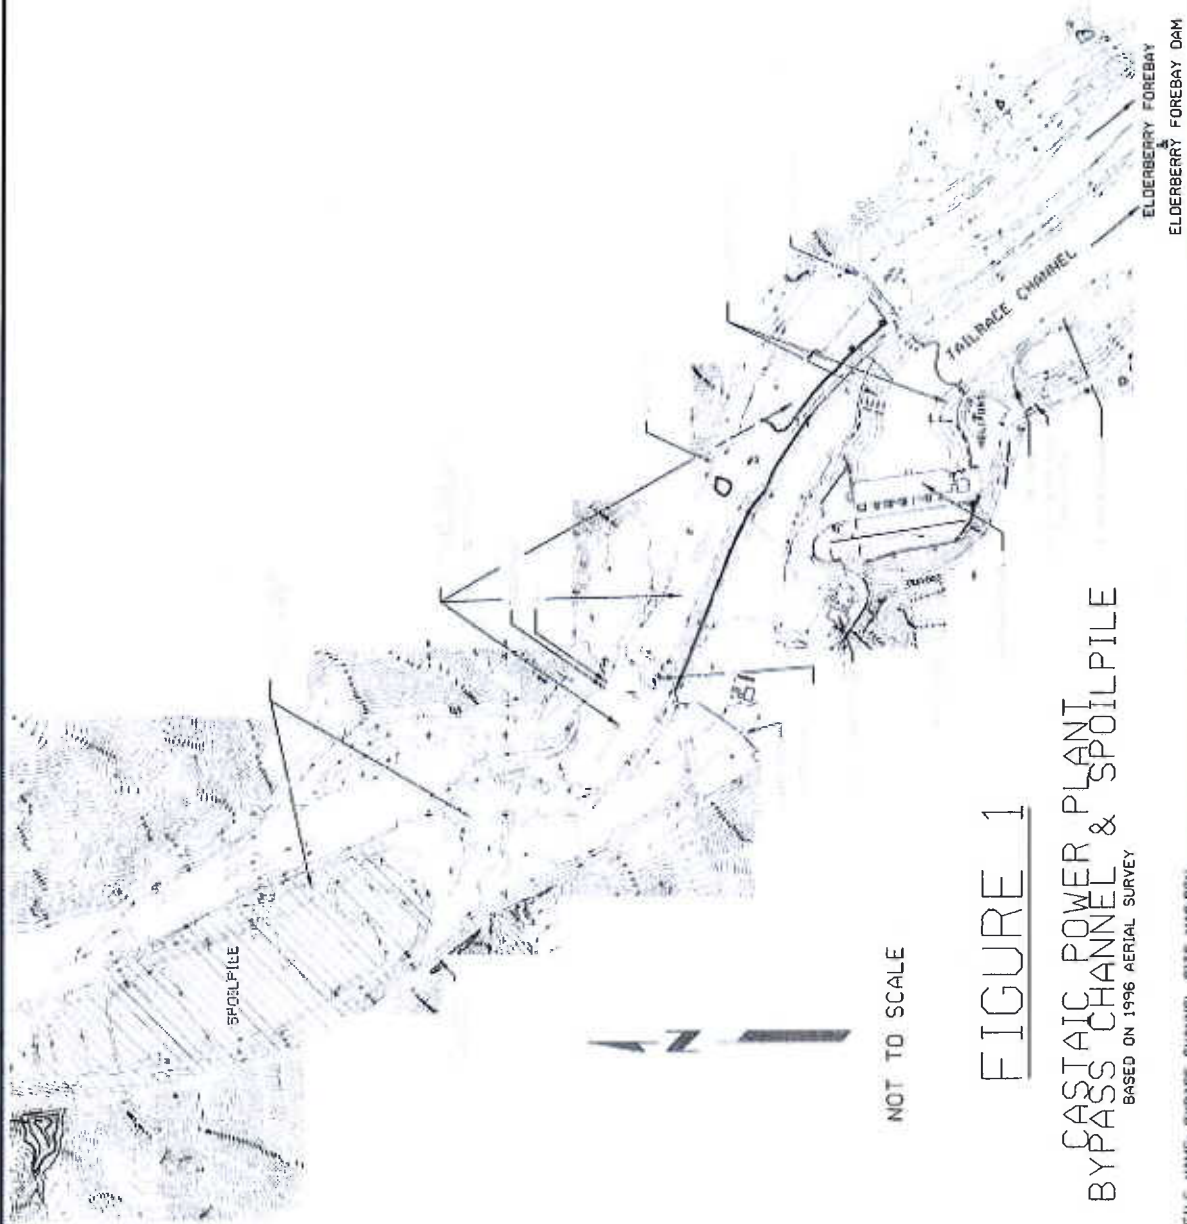 SPOILPILE
TAILRACE CHANNEL
HELIPORT
ELDERBERRY FOREBAY
&
ELDERBERRY FOREBAY DAM
N
NOT TO SCALE
FIGURE 1
CASTAIC POWER PLANT
BYPASS CHANNEL & SPOILPILE
BASED ON 1996 AERIAL SURVEY